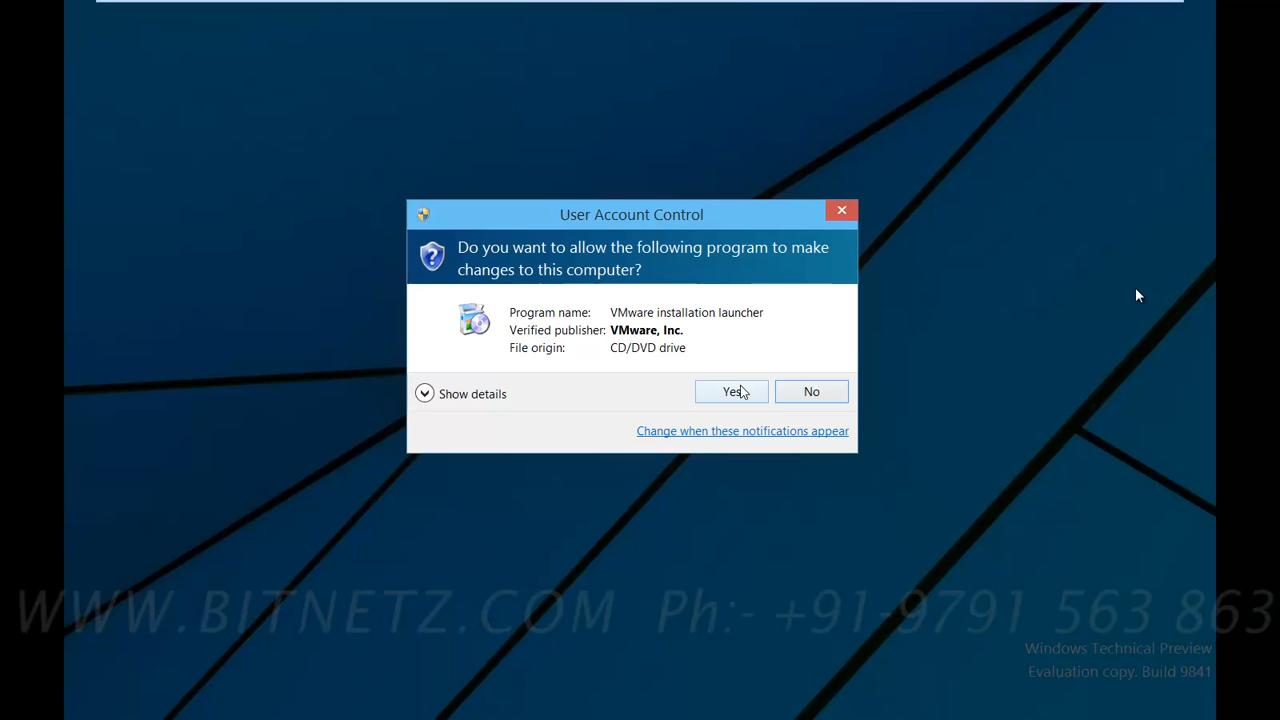 User Account Control
Do you want to allow the following program to make
changes to this computer?
Program name: VMware installation launcher
Verified publisher: VMware, Inc.
File origin: CD/DVD drive
Show details
Yes
No
Change when these notifications appear
WWW.BITNETZ.COM Ph:- +91-9791 563 863
Windows Technical Preview
Evaluation copy. Build 9841